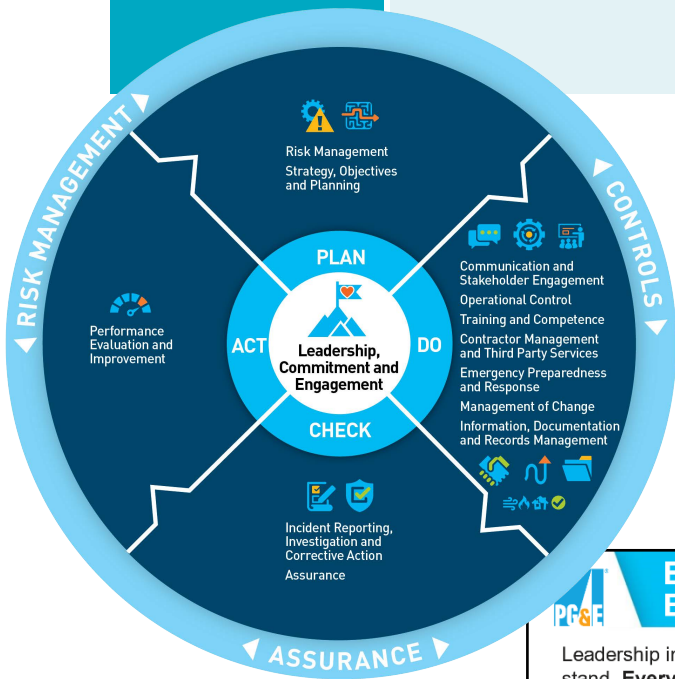 RISK MANAGEMENT
CONTROLS
ASSURANCE
Risk Management
Strategy, Objectives
and Planning
PLAN
Communication and
Stakeholder Engagement
Operational Control
Training and Competence
Contractor Management
and Third Party Services
Emergency Preparedness
and Response
Management of Change
Information, Documentation
and Records Management
Performance
Evaluation and
Improvement
ACT
Leadership,
Commitment and
Engagement
DO
CHECK
Incident Reporting,
Investigation and
Corrective Action
Assurance
PG&E
Leadership
stand. Every